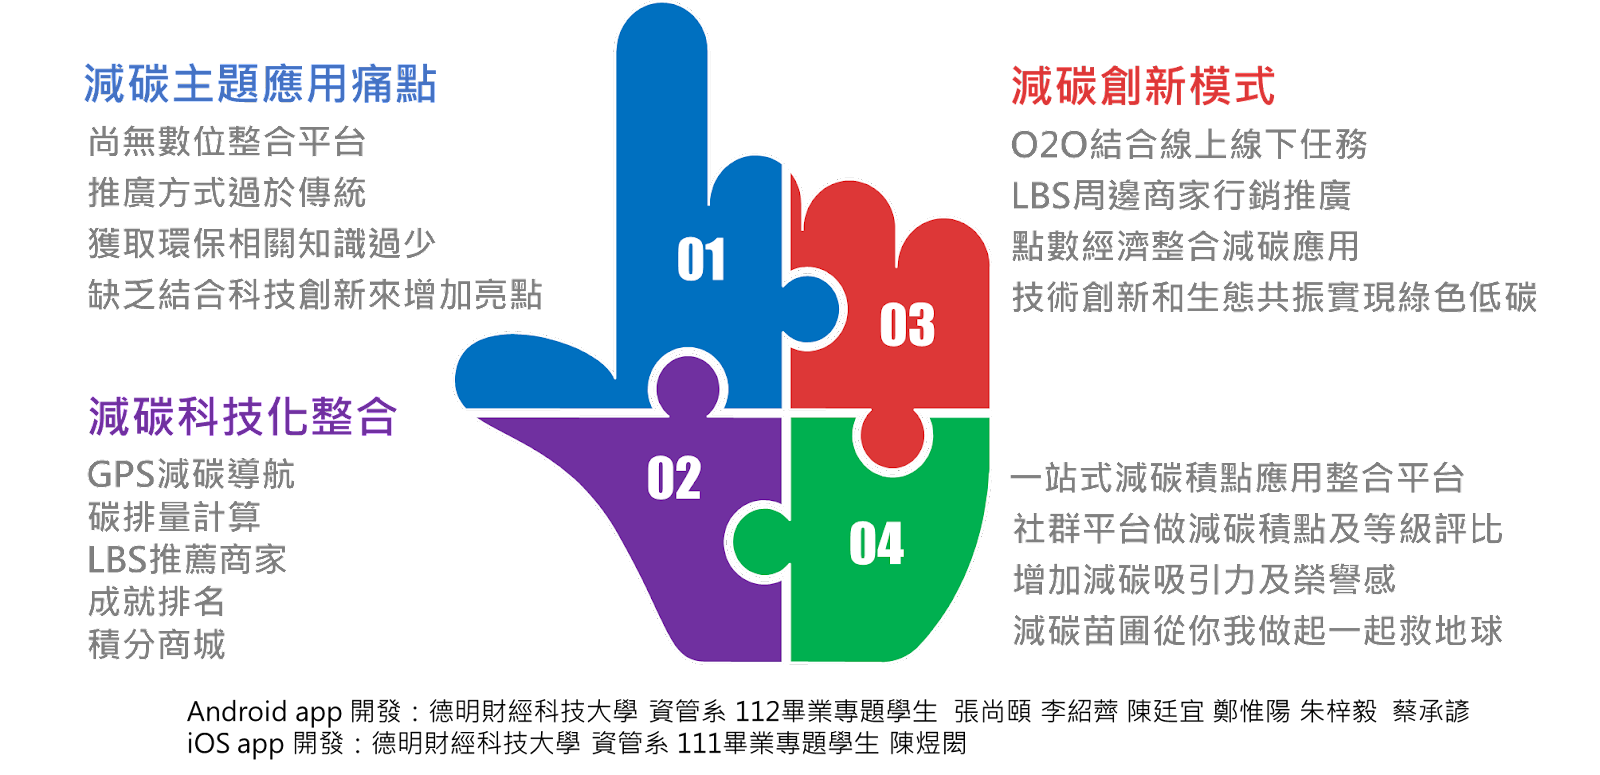 減碳主題應用痛點
尚無數位整合平台
推廣方式過於傳統
獲取環保相關知識過少
缺乏結合科技創新來增加亮點
01
減碳科技化整合
GPS減碳導航
碳排量計算
LBS推薦商家
成就排名
積分商城
02
減碳創新模式
O2O結合線上線下任務
LBS周邊商家行銷推廣
點數經濟整合減碳應用
技術創新和生態共振實現綠色低碳
03
一站式減碳積點應用整合平台
社群平台做減碳積點及等級評比
增加減碳吸引力及榮譽感
減碳苗圃從你我做起一起救地球
04
Android app 開發：德明財經科技大學 資管系 112畢業專題學生 張尚頤 李紹薺 陳廷宜 鄭惟陽 朱梓毅 蔡承諺
iOS app 開發：德明財經科技大學 資管系 111畢業專題學生 陳煜閎